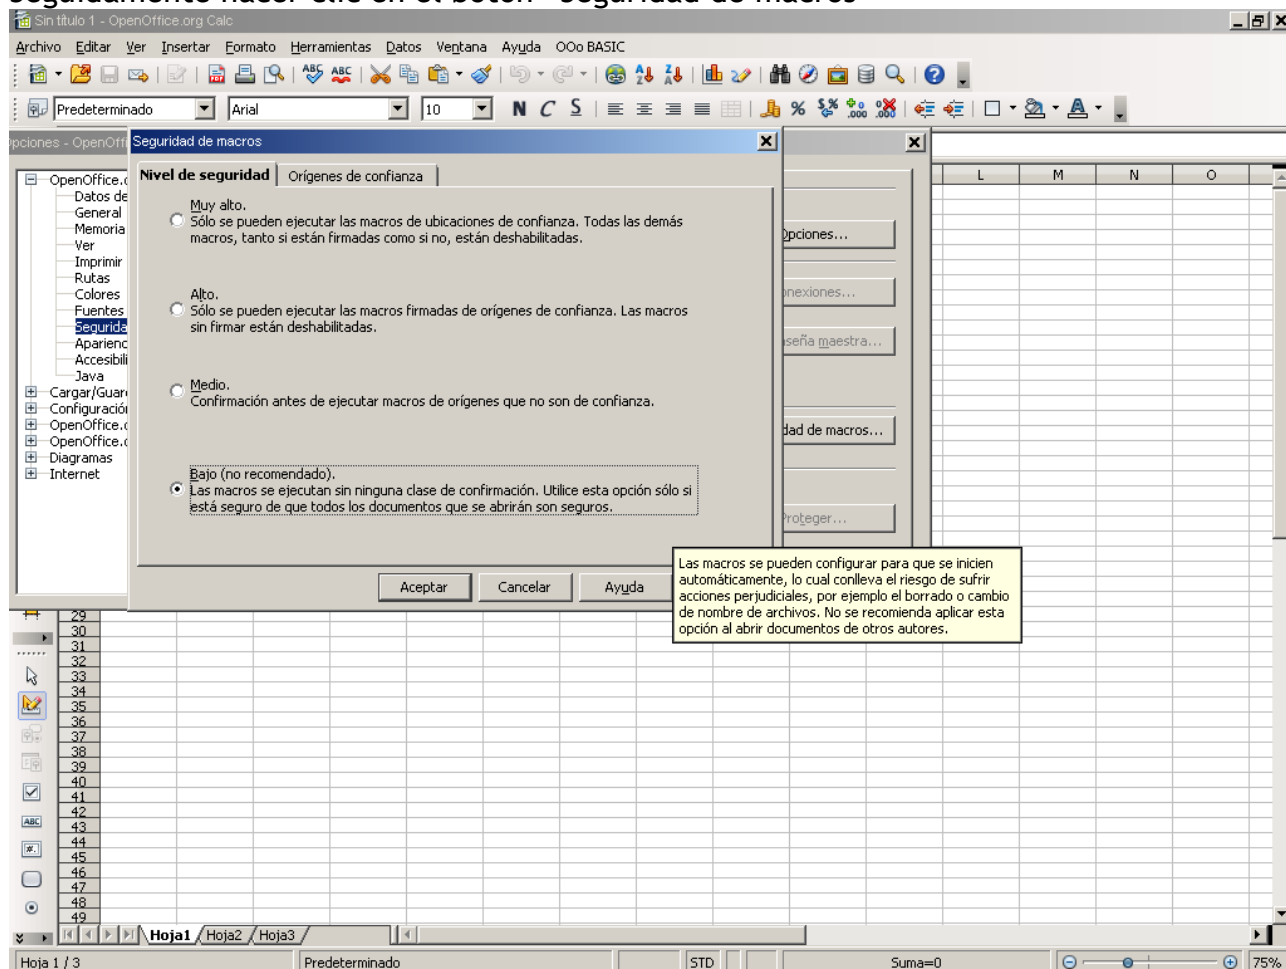 Sin título 1 - OpenOffice.org Calc
Archivo Editar Ver Insertar Formato Herramientas Datos Ventana Ayuda OOo BASIC
Predeterminado Arial 10 N C S
Opciones - OpenOffi
Seguridad de macros
Nivel de seguridad Orígenes de confianza
Muy alto.
Sólo se pueden ejecutar las macros de ubicaciones de confianza. Todas las demás
macros, tanto si están firmadas como si no, están deshabilitadas.
Alto.
Sólo se pueden ejecutar las macros firmadas de orígenes de confianza. Las macros
sin firmar están deshabilitadas.
Medio.
Confirmación antes de ejecutar macros de orígenes que no son de confianza.
Bajo (no recomendado).
Las macros se ejecutan sin ninguna clase de confirmación. Utilice esta opción sólo si
está seguro de que todos los documentos que se abrirán son seguros.
Aceptar Cancelar Ayuda
Las macros se pueden configurar para que se inicien
automáticamente, lo cual conlleva el riesgo de sufrir
acciones perjudiciales, por ejemplo el borrado o cambio
de nombre de archivos. No se recomienda aplicar esta
opción al abrir documentos de otros autores.
OpenOffice.o
Datos de
General
Memoria
Ver
Imprimir
Rutas
Colores
Fuentes
Segurida
Aparienc
Accesibili
Java
Cargar/Guar
Configuració
OpenOffice.o
OpenOffice.o
Diagramas
Internet
Opciones...
onexiones...
aseña maestra...
dad de macros...
Proteger...
L M N O
29
30
31
32
33
34
35
36
37
38
39
40
41
42
43
44
45
46
47
48
49
Hoja1 Hoja2 Hoja3
Hoja 1 / 3 Predeterminado STD Suma=0 75%